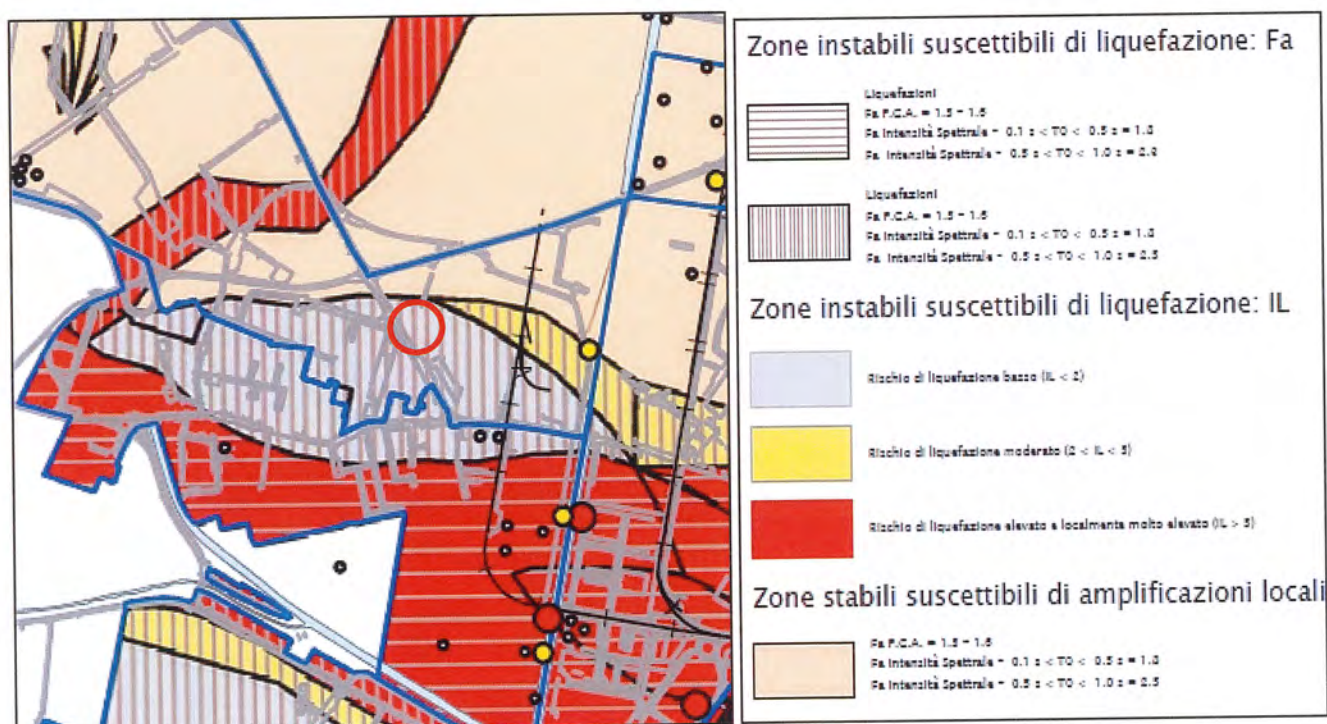 Zone instabili suscettibili di liquefazione: Fa
Liquefazioni
Fa P.G.A. = 1.5 - 1.6
Fa Intensità Spettrale - 0.1 s < T0 < 0.5 s = 1.8
Fa Intensità Spettrale - 0.5 s < T0 < 1.0 s =
Liquefazioni
Fa P.G.A. = 1.5 - 1.6
Fa Intensità Spettrale - 0.1 s < T0 < 0.5 s = 1.8
Fa Intensità Spettrale - 0.5 s < T0 < 1.0 s = 2.5
Zone instabili suscettibili di liquefazione: IL
Rischio di liquefazione basso (IL < 2)
Rischio di liquefazione moderato (2 < IL < 5)
Rischio di liquefazione elevato e localmente molto elevato (IL > 5)
Zone stabili suscettibili di amplificazioni locali
Fa P.G.A. = 1.5 - 1.6
Fa Intensità Spettrale - 0.1 s < T0 < 0.5 s = 1.8
Fa Intensità Spettrale - 0.5 s < T0 < 1.0 s = 2.5